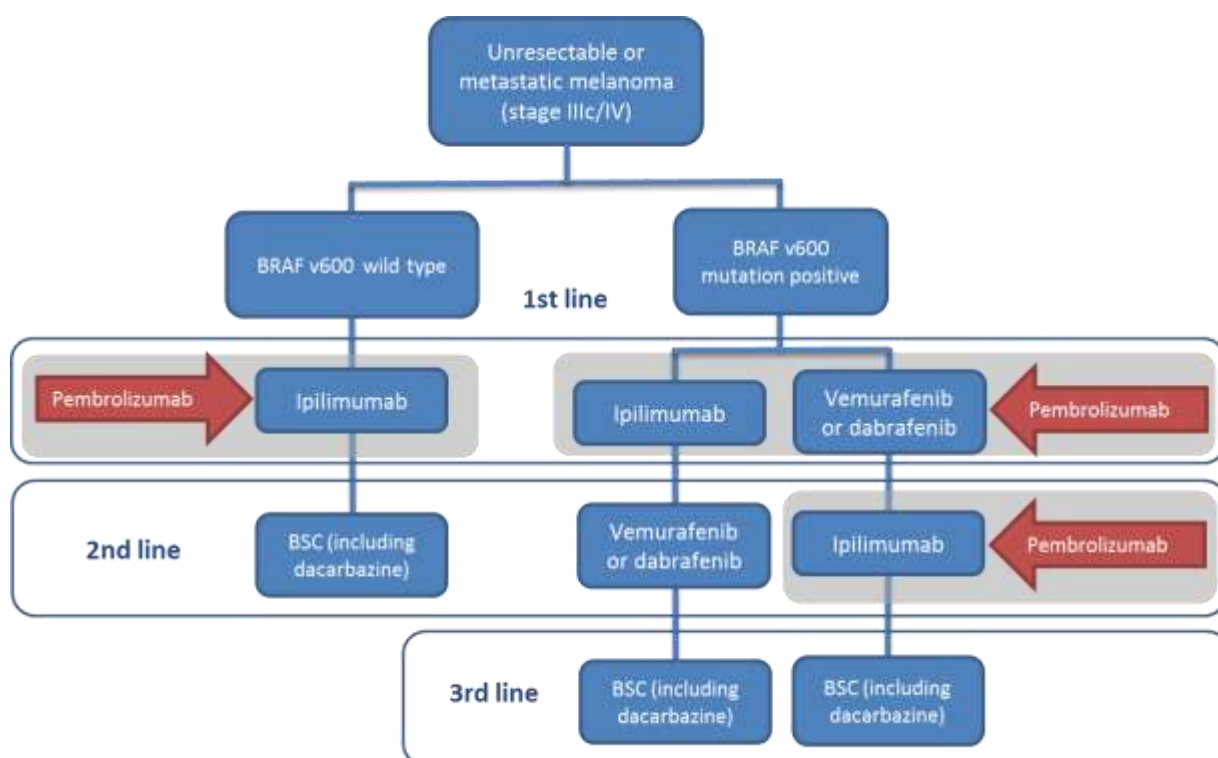 Unresectable or
metastatic melanoma
(stage IIIc/IV)
BRAF v600 wild type
BRAF v600
mutation positive
1st line
Pembrolizumab
Ipilimumab
Ipilimumab
Vemurafenib
or dabrafenib
Pembrolizumab
2nd line
BSC (including
dacarbazine)
Vemurafenib
or dabrafenib
Ipilimumab
Pembrolizumab
3rd line
BSC (including
dacarbazine)
BSC (including
dacarbazine)